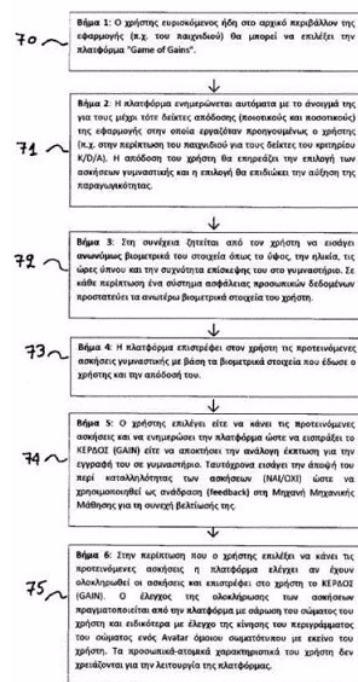 70
Βήμα 1: Ο χρήστης ευρισκόμενος ήδη στο αρχικό περιβάλλον της
εφαρμογής (π.χ. του παιχνιδιού) θα μπορεί να επιλέξει την
πλατφόρμα "Game of Gains".
71
Βήμα 2: Η πλατφόρμα ενημερώνεται αυτόματα με το άνοιγμά της
για τους μέχρι τότε δείκτες απόδοσης (ποιοτικούς και ποσοτικούς)
της εφαρμογής στην οποία εργαζόταν προηγουμένως ο χρήστης
(π.χ. στην περίπτωση του παιχνιδιού για τους δείκτες του κριτηρίου
K/D/A). Η απόδοση του χρήστη θα επηρεάζει την επιλογή των
ασκήσεων γυμναστικής και η επιλογή θα επιδιώκει την αύξηση της
παραγωγικότητας.
72
Βήμα 3: Στη συνέχεια ζητείται από τον χρήστη να εισάγει
ανωνύμως βιομετρικά του στοιχεία όπως το ύψος, την ηλικία, τις
ώρες ύπνου και την συχνότητα επίσκεψης του στο γυμναστήριο. Σε
κάθε περίπτωση ένα σύστημα ασφάλειας προσωπικών δεδομένων
προστατεύει τα ανωτέρω βιομετρικά στοιχεία του χρήστη.
73
Βήμα 4: Η πλατφόρμα επιστρέφει στον χρήστη τις προτεινόμενες
ασκήσεις γυμναστικής με βάση τα βιομετρικά στοιχεία που έδωσε ο
χρήστης και την απόδοσή του.
74
Βήμα 5: Ο χρήστης επιλέγει είτε να κάνει τις προτεινόμενες
ασκήσεις και να ενημερώσει την πλατφόρμα ώστε να εισπράξει το
ΚΕΡΔΟΣ (GAIN) είτε να αποκτήσει την ανάλογη έκπτωση για την
εγγραφή του σε γυμναστήριο. Ταυτόχρονα εισάγει την άποψή του
περί καταλληλότητας των ασκήσεων (ΝΑΙ/ΟΧΙ) ώστε να
χρησιμοποιηθεί ως ανάδραση (feedback) στη Μηχανή Μηχανικής
Μάθησης για τη συνεχή βελτίωσής της.
75
Βήμα 6: Στην περίπτωση που ο χρήστης επιλέξει να κάνει τις
προτεινόμενες ασκήσεις η πλατφόρμα ελέγχει αν έχουν
ολοκληρωθεί οι ασκήσεις και επιστρέφει στο χρήστη το ΚΕΡΔΟΣ
(GAIN). Ο έλεγχος της ολοκλήρωσης των ασκήσεων
πραγματοποιείται από την πλατφόρμα με σάρωση του σώματος του
χρήστη και ειδικότερα με έλεγχο της κίνησης του περιγράμματος
του σώματος ενός Avatar όμοιου σωματότυπου με εκείνο του
χρήστη. Τα προσωπικά-ατομικά χαρακτηριστικά του χρήστη δεν
χρειάζονται για την λειτουργία της πλατφόρμας.